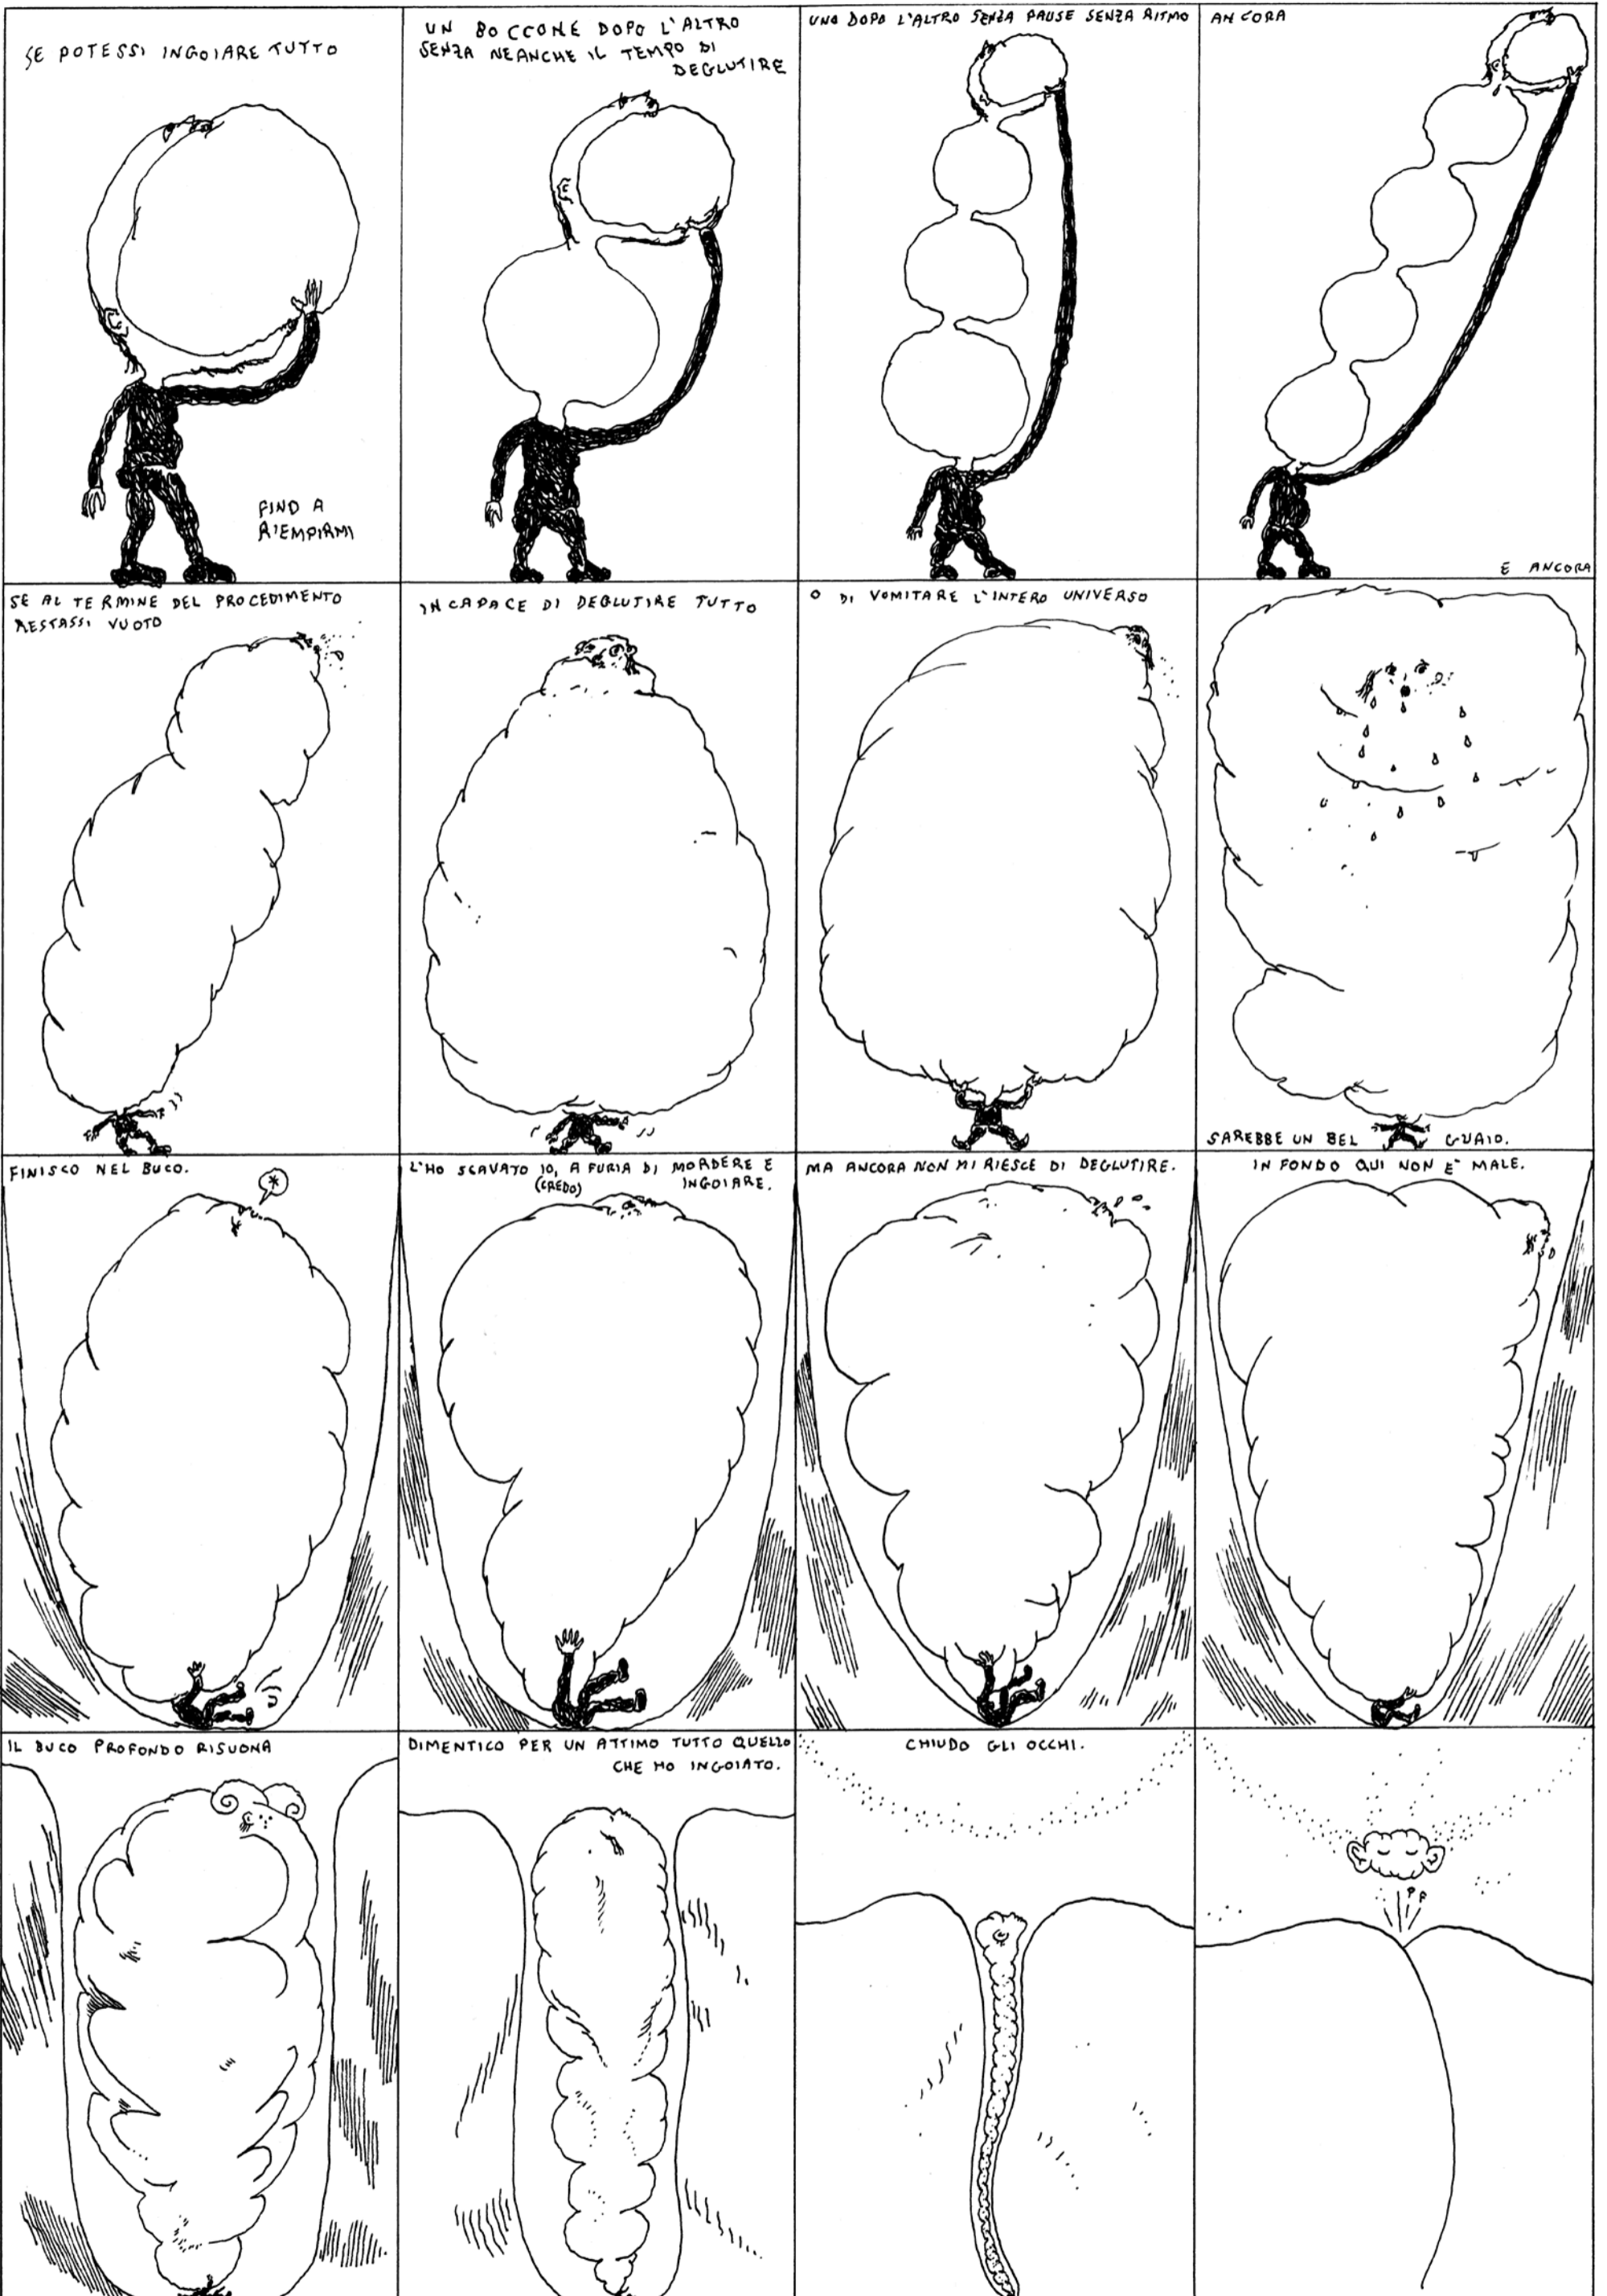 SE POTESSI INGOIARE TUTTO
FINO A
RIEMPIRMI
UN BOCCONE DOPO L'ALTRO
SENZA NEANCHE IL TEMPO DI
DEGLUTIRE
UNO DOPO L'ALTRO SENZA PAUSE SENZA RITMO
ANCORA
E ANCORA
SE AL TERMINE DEL PROCEDIMENTO
RESTASSI VUOTO
INCAPACE DI DEGLUTIRE TUTTO
O DI VOMITARE L'INTERO UNIVERSO
SAREBBE UN BEL GUAIO.
FINISCO NEL BUCO.
*
L'HO SCAVATO IO, A FURIA DI MORDERE E
(CREDO) INGOIARE.
MA ANCORA NON MI RIESCE DI DEGLUTIRE.
IN FONDO QUI NON E' MALE.
IL BUCO PROFONDO RISUONA
DIMENTICO PER UN ATTIMO TUTTO QUELLO
CHE HO INGOIATO.
CHIUDO GLI OCCHI.
PF